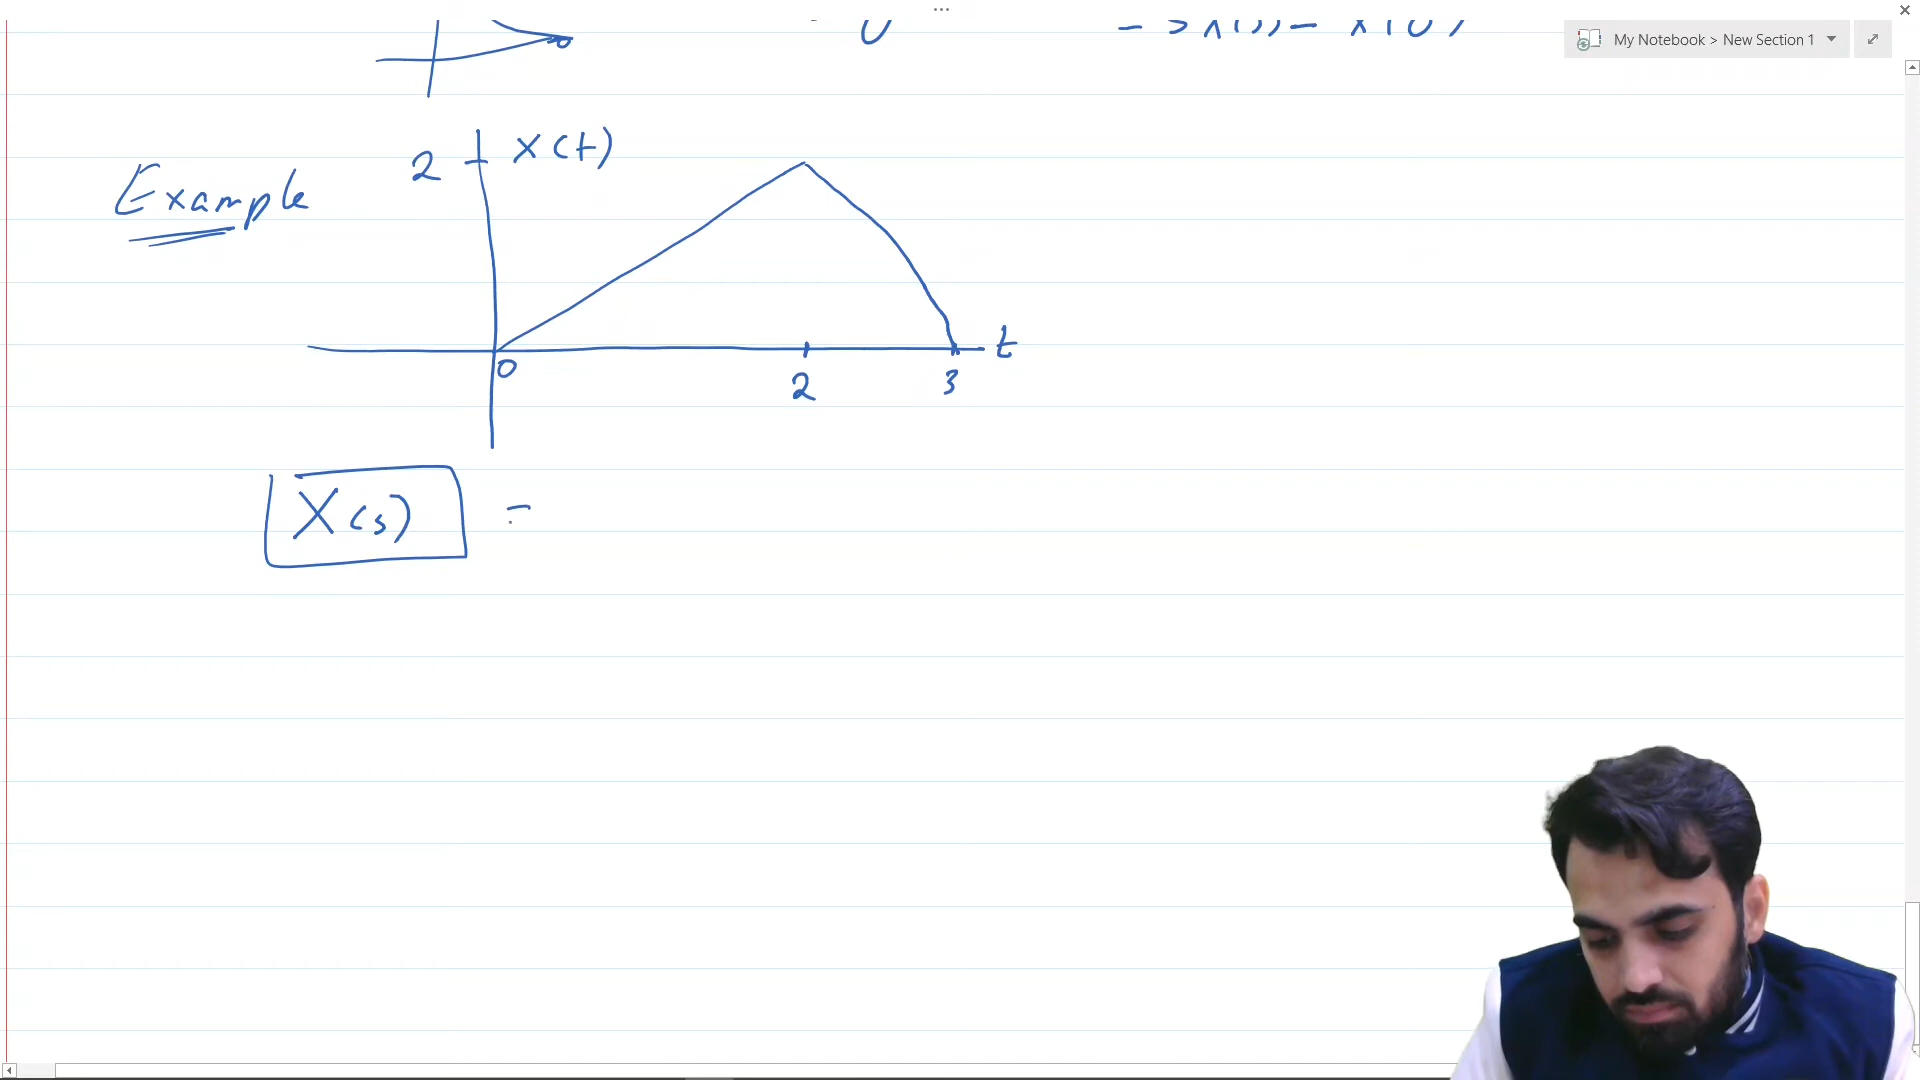 My Notebook > New Section 1
2 x(t)
Example
t
0 2 3
X(s) =